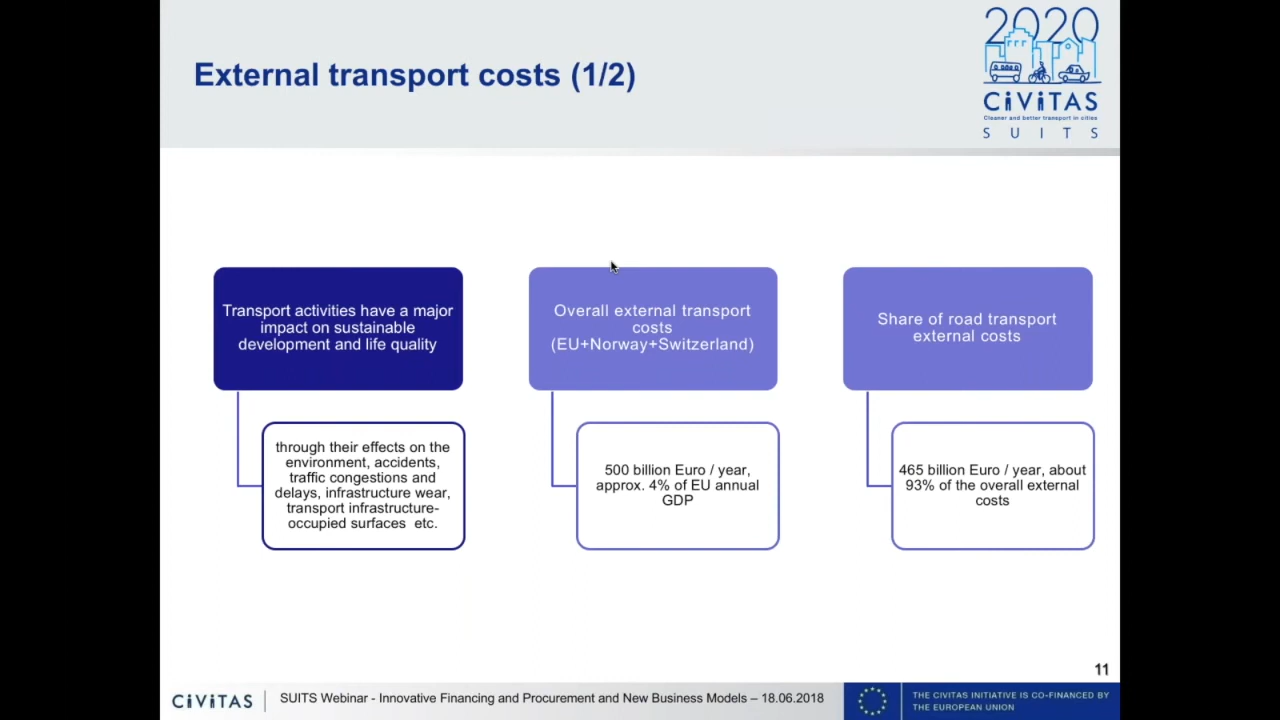 External transport costs (1/2)
2020
CiViTAS
Cleaner and better transport in cities
S U I T S
Transport activities have a major
impact on sustainable
development and life quality
through their effects on the
environment, accidents,
traffic congestions and
delays, infrastructure wear,
transport infrastructure-
occupied surfaces etc.
Overall external transport
costs
(EU+Norway+Switzerland)
500 billion Euro / year,
approx. 4% of EU annual
GDP
Share of road transport
external costs
465 billion Euro / year, about
93% of the overall external
costs
11
CiViTAS
SUITS Webinar - Innovative Financing and Procurement and New Business Models – 18.06.2018
THE CIVITAS INITIATIVE IS CO-FINANCED BY
THE EUROPEAN UNION